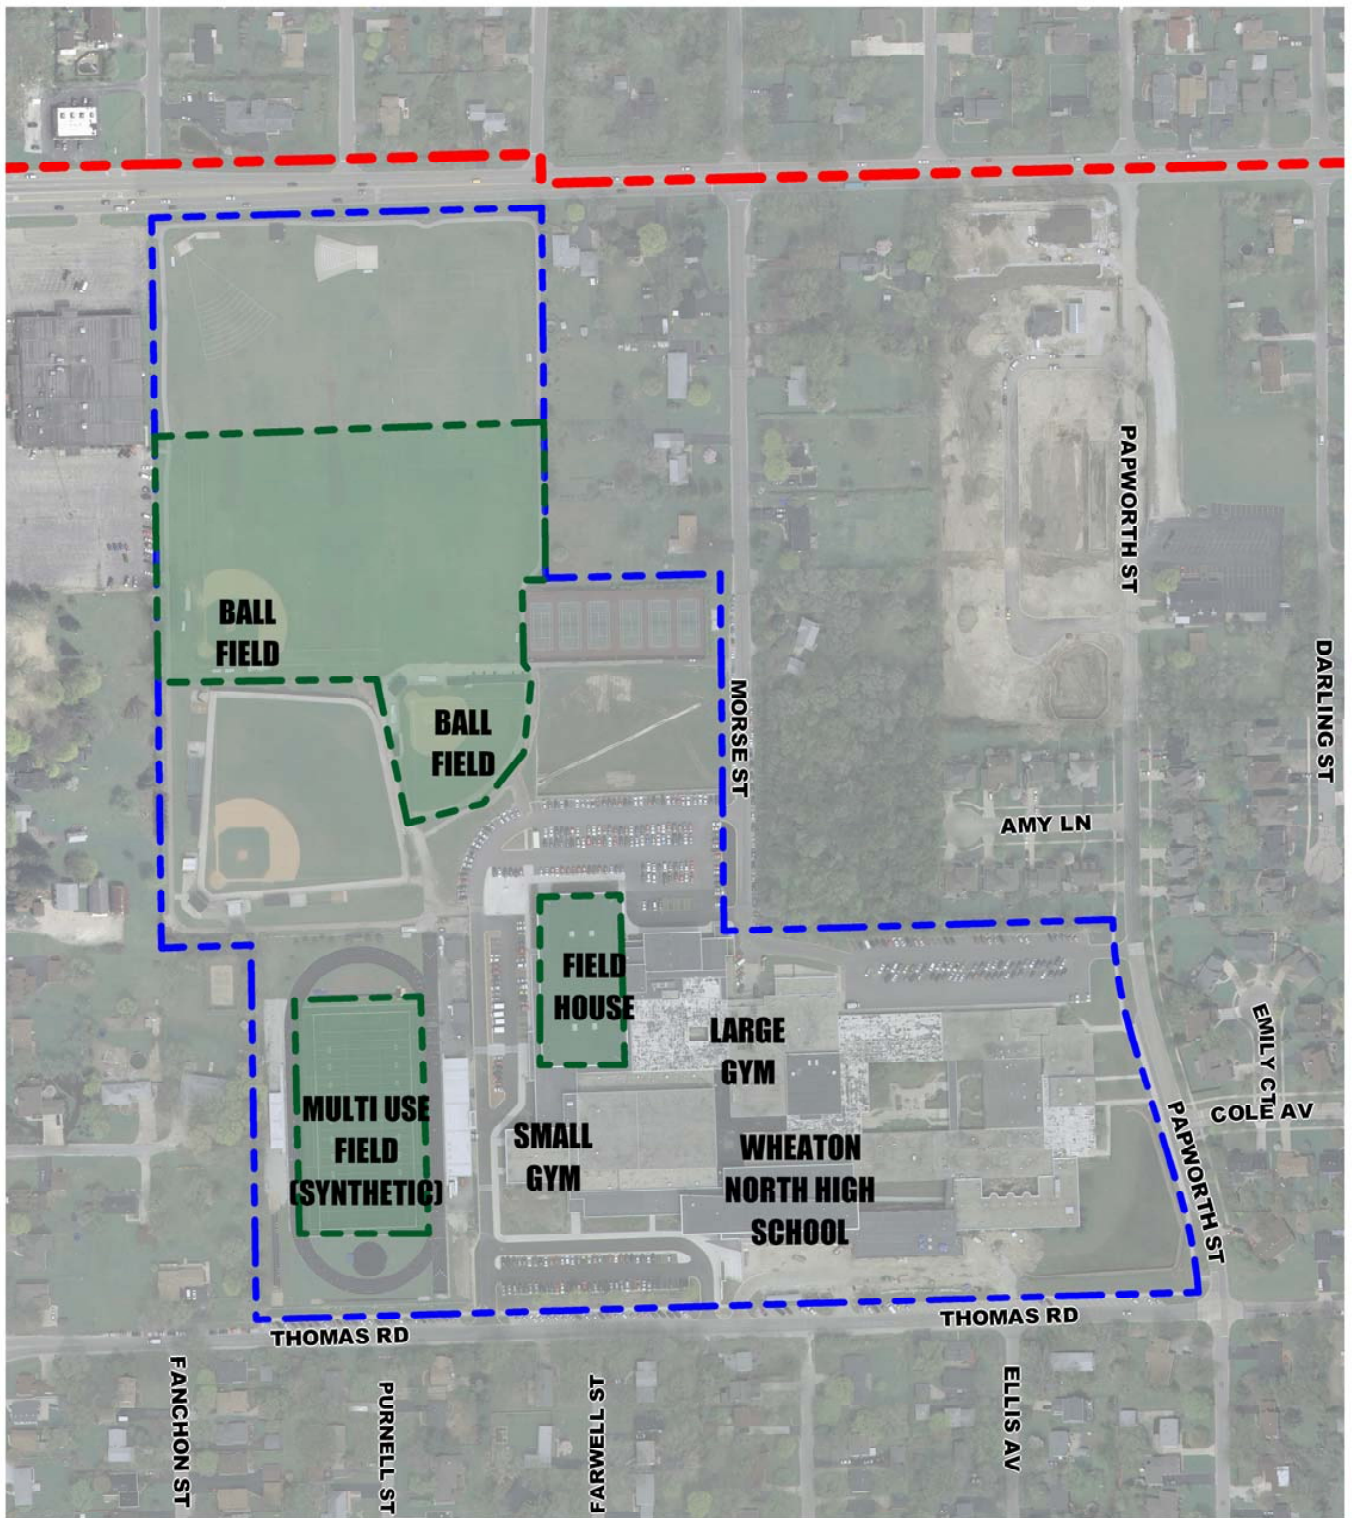 PAPWORTH ST
BALL
FIELD
DARLING ST
MORSE ST
BALL
FIELD
AMY LN
FIELD
HOUSE
LARGE
GYM
EMILY CT
COLE AV
MULTI USE
FIELD
(SYNTHETIC)
SMALL
GYM
WHEATON
NORTH HIGH
SCHOOL
PAPWORTH ST
THOMAS RD
THOMAS RD
FANCHON ST
PURNELL ST
FARWELL ST
ELLIS AV